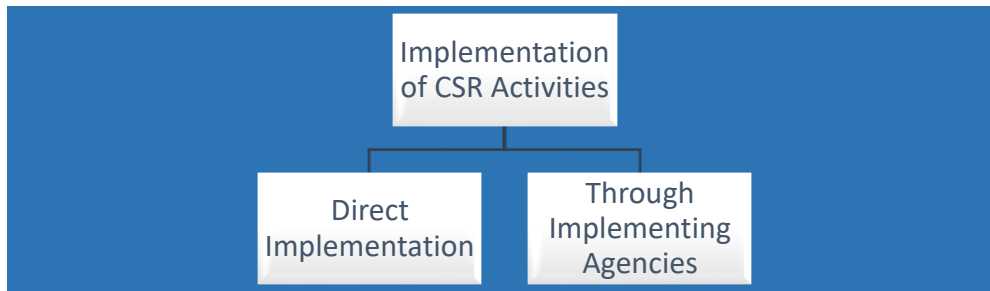 Implementation
of CSR Activities
Direct
Implementation
Through
Implementing
Agencies